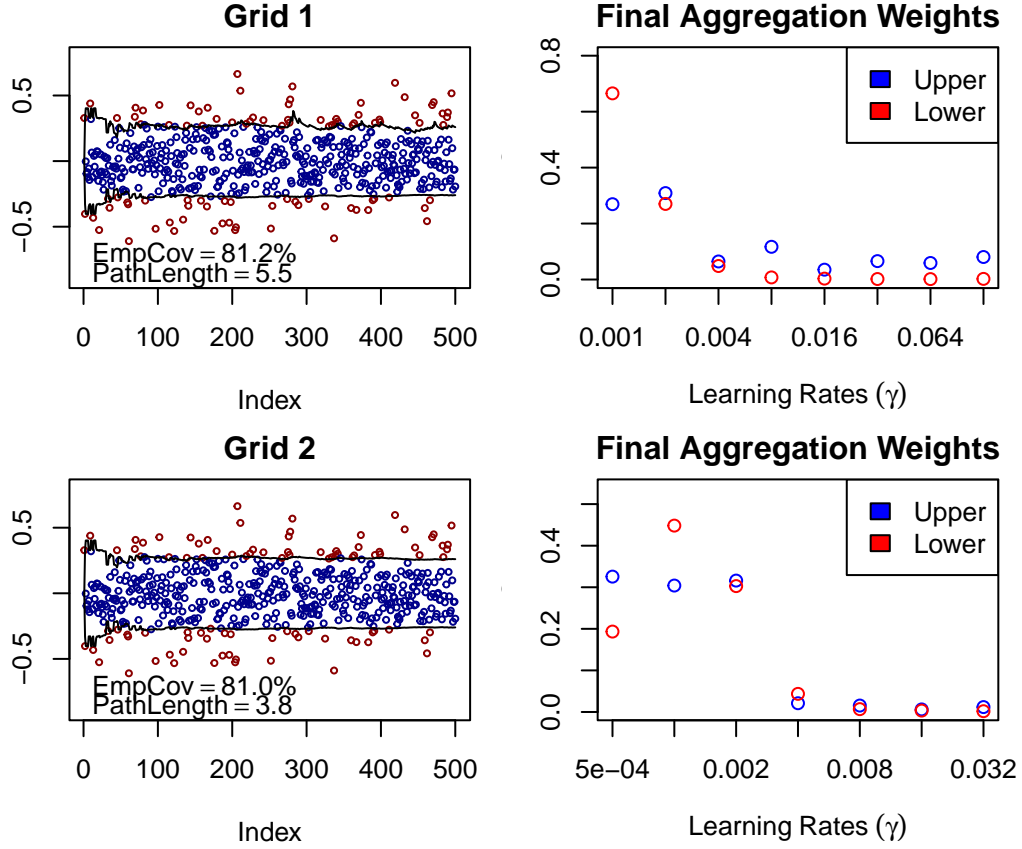 Grid 1
0.5
−0.5
EmpCov = 81.2%
PathLength = 5.5
0 100 200 300 400 500
Index
Final Aggregation Weights
0.8
0.4
0.0
Upper
Lower
0.001 0.004 0.016 0.064
Learning Rates (γ)
Grid 2
0.5
−0.5
EmpCov = 81.0%
PathLength = 3.8
0 100 200 300 400 500
Index
Final Aggregation Weights
0.4
0.2
0.0
Upper
Lower
5e−04 0.002 0.008 0.032
Learning Rates (γ)